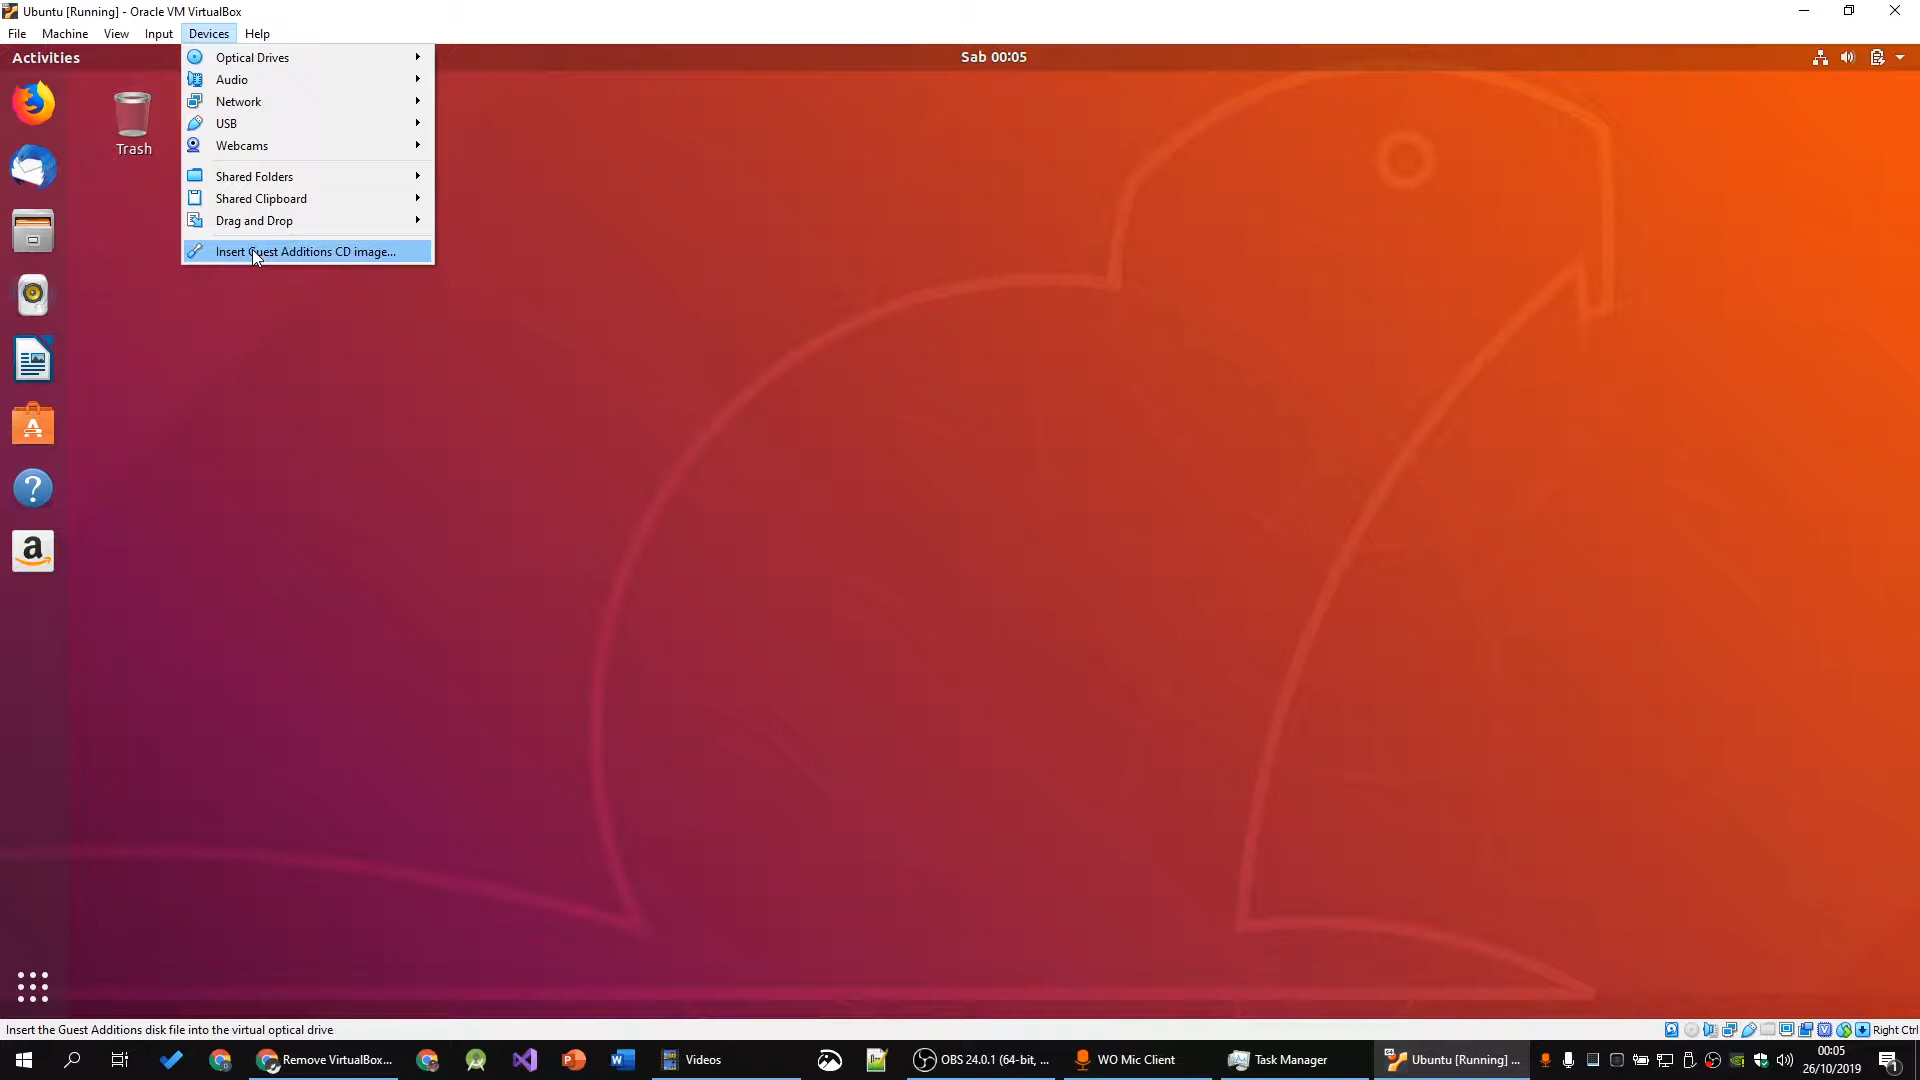 Ubuntu [Running] - Oracle VM VirtualBox
File Machine View Input Devices Help
Activities
Sab 00:05
Trash
Optical Drives
Audio
Network
USB
Webcams
Shared Folders
Shared Clipboard
Drag and Drop
Insert Guest Additions CD image...
Insert the Guest Additions disk file into the virtual optical drive
Right Ctrl
Remove VirtualBox...
Videos
OBS 24.0.1 (64-bit, ...
WO Mic Client
Task Manager
Ubuntu [Running] ...
00:05
26/10/2019
1